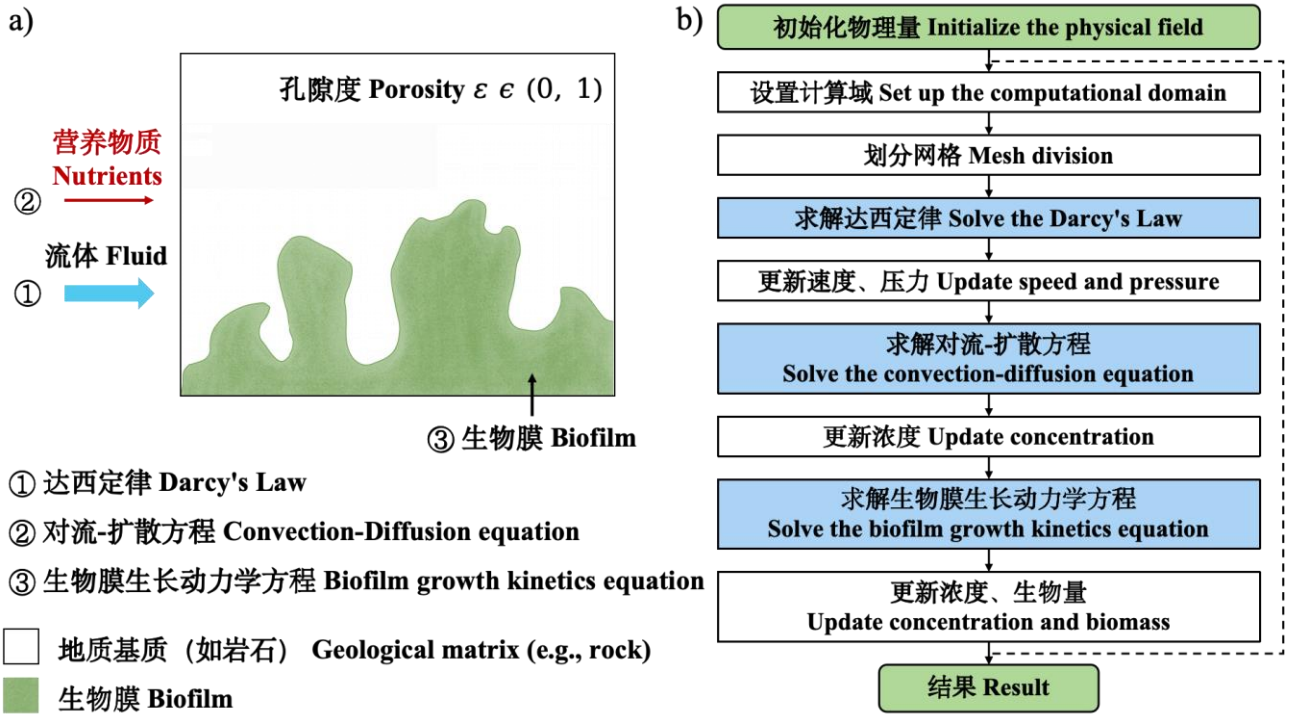 a)
孔隙度 Porosity ε ϵ (0, 1)
营养物质
Nutrients
②
流体 Fluid
①
③ 生物膜 Biofilm
① 达西定律 Darcy's Law
② 对流-扩散方程 Convection-Diffusion equation
③ 生物膜生长动力学方程 Biofilm growth kinetics equation
地质基质（如岩石） Geological matrix (e.g., rock)
生物膜 Biofilm
b)
初始化物理量 Initialize the physical field
设置计算域 Set up the computational domain
划分网格 Mesh division
求解达西定律 Solve the Darcy's Law
更新速度、压力 Update speed and pressure
求解对流-扩散方程
Solve the convection-diffusion equation
更新浓度 Update concentration
求解生物膜生长动力学方程
Solve the biofilm growth kinetics equation
更新浓度、生物量
Update concentration and biomass
结果 Result